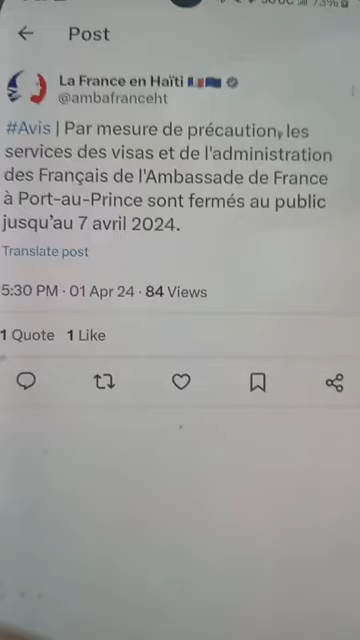 Post
La France en Haïti
@ambafranceht
#Avis | Par mesure de précaution, les
services des visas et de l'administration
des Français de l'Ambassade de France
à Port-au-Prince sont fermés au public
jusqu'au 7 avril 2024.
Translate post
5:30 PM · 01 Apr 24 · 84 Views
1 Quote 1 Like